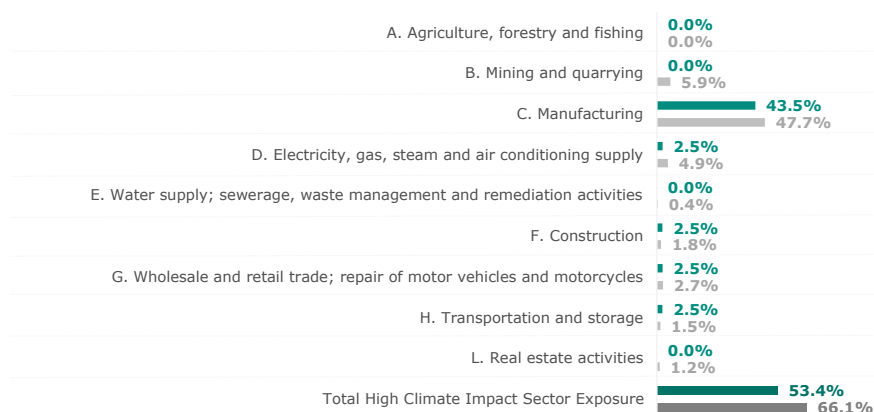 A. Agriculture, forestry and fishing
0.0%
0.0%
B. Mining and quarrying
0.0%
5.9%
C. Manufacturing
43.5%
47.7%
D. Electricity, gas, steam and air conditioning supply
2.5%
4.9%
E. Water supply; sewerage, waste management and remediation activities
0.0%
0.4%
F. Construction
2.5%
1.8%
G. Wholesale and retail trade; repair of motor vehicles and motorcycles
2.5%
2.7%
H. Transportation and storage
2.5%
1.5%
L. Real estate activities
0.0%
1.2%
Total High Climate Impact Sector Exposure
53.4%
66.1%